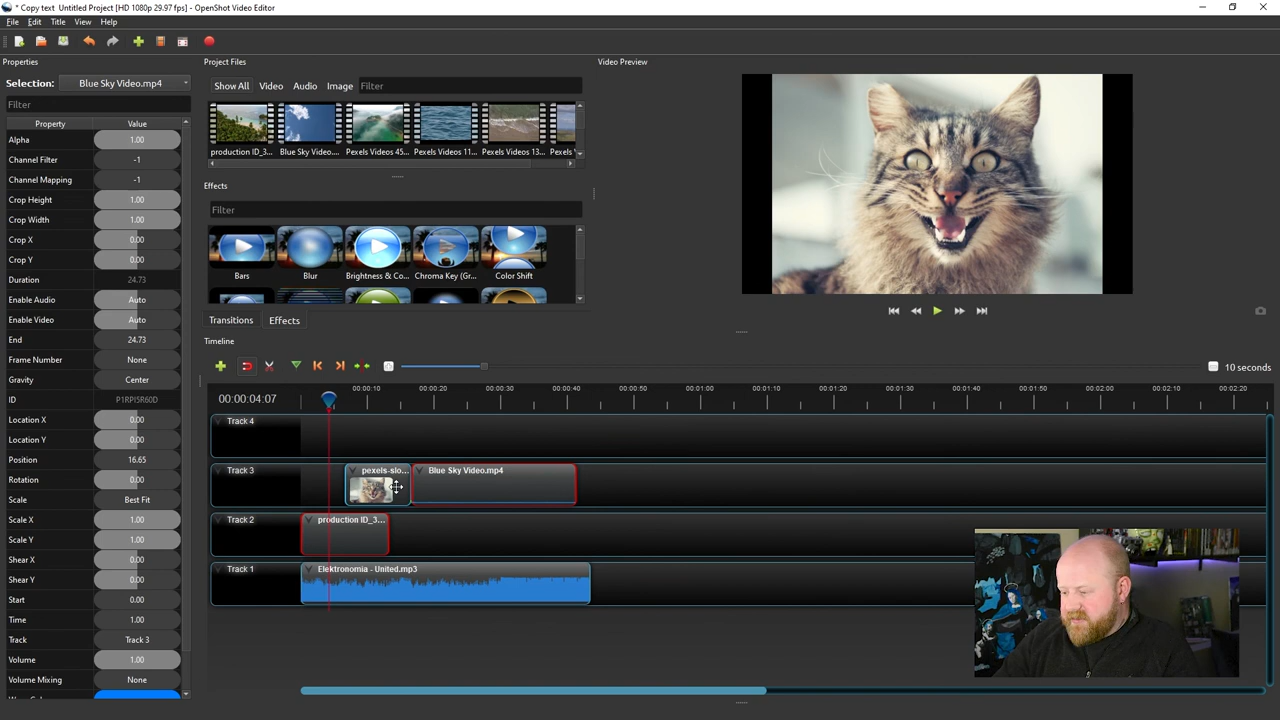 * Copy text Untitled Project [HD 1080p 29.97 fps] - OpenShot Video Editor
File Edit Title View Help
Properties
Selection: Blue Sky Video.mp4
Filter
Property Value
Alpha 1.00
Channel Filter -1
Channel Mapping -1
Crop Height 1.00
Crop Width 1.00
Crop X 0.00
Crop Y 0.00
Duration 24.73
Enable Audio Auto
Enable Video Auto
End 24.73
Frame Number None
Gravity Center
ID P1RPI5R60D
Location X 0.00
Location Y 0.00
Position 16.65
Rotation 0.00
Scale Best Fit
Scale X 1.00
Scale Y 1.00
Shear X 0.00
Shear Y 0.00
Start 0.00
Time 1.00
Track Track 3
Volume 1.00
Volume Mixing None
Project Files
Show All Video Audio Image Filter
production ID_3... Blue Sky Video.... Pexels Videos 45... Pexels Videos 11... Pexels Videos 13... Pexels
Effects
Filter
Bars Blur Brightness & Co... Chroma Key (Gr... Color Shift
Transitions Effects
Video Preview
Timeline
10 seconds
00:00:04:07
00:00:10 00:00:20 00:00:30 00:00:40 00:00:50 00:01:00 00:01:10 00:01:20 00:01:30 00:01:40 00:01:50 00:02:00 00:02:10 00:02:20
Track 4
Track 3 pexels-slo... Blue Sky Video.mp4
Track 2 production ID_3...
Track 1 Elektronomia - United.mp3